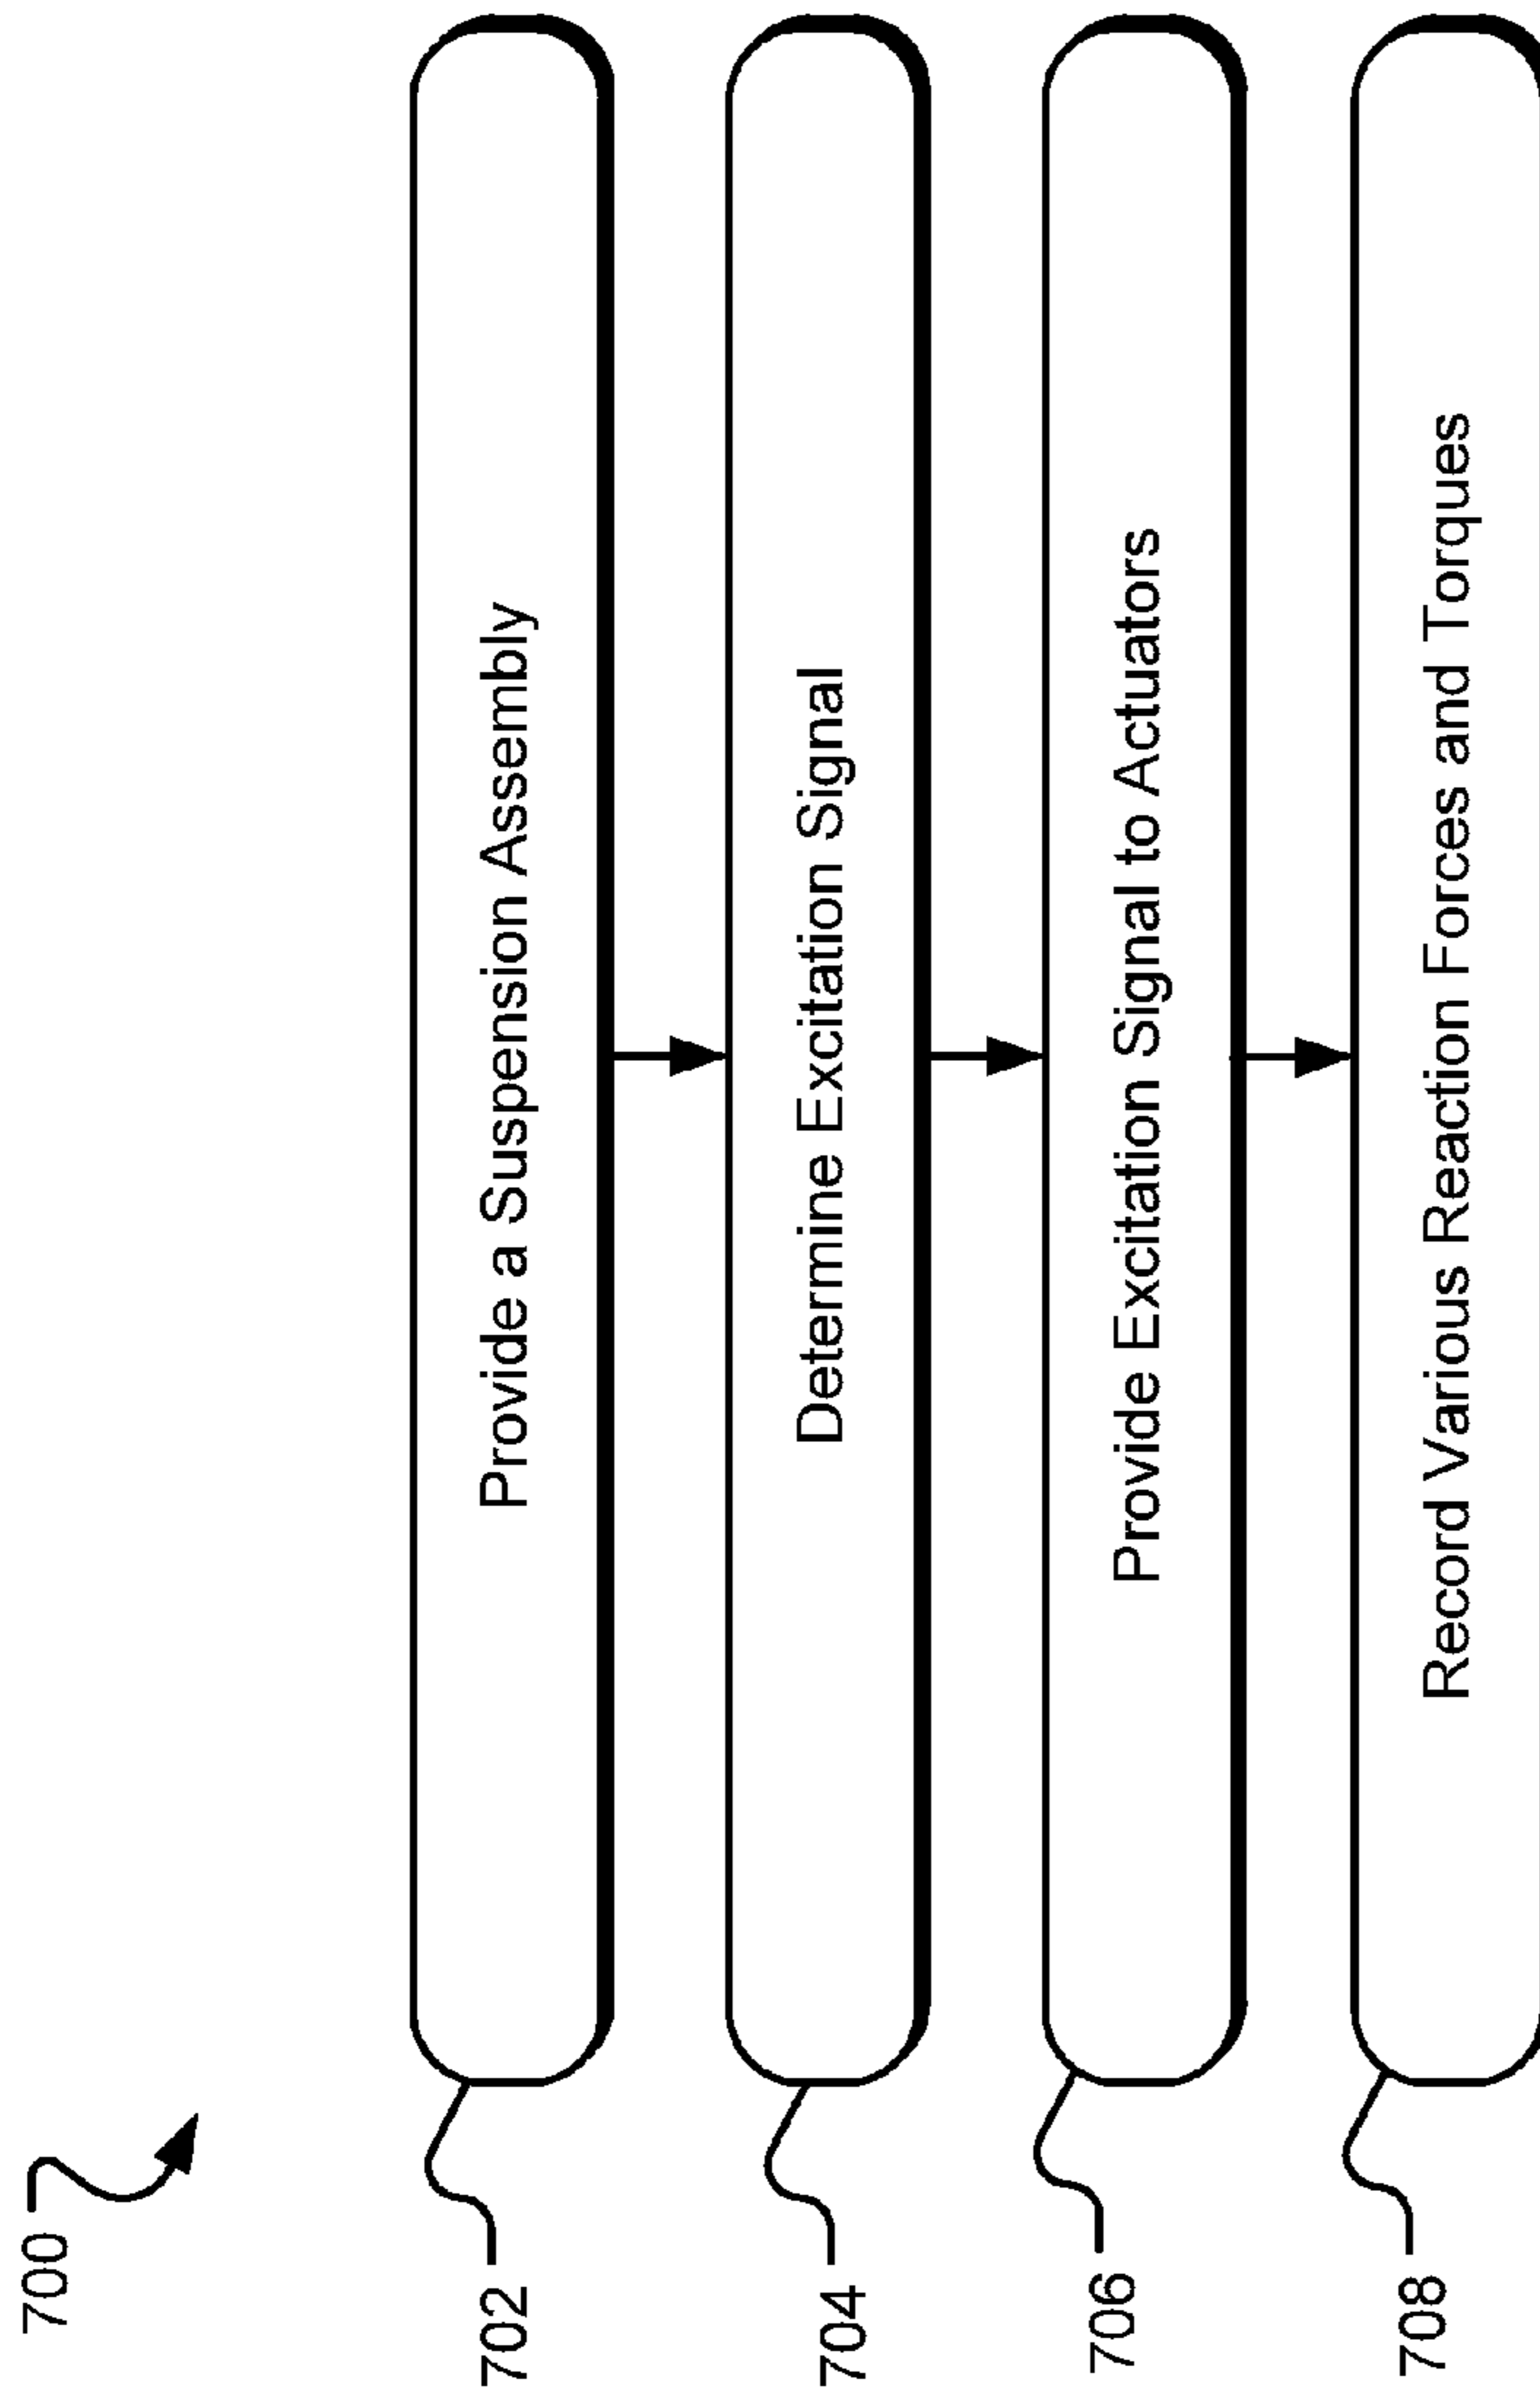 700
702
Provide a Suspension Assembly
704
Determine Excitation Signal
706
Provide Excitation Signal to Actuators
708
Record Various Reaction Forces and Torques